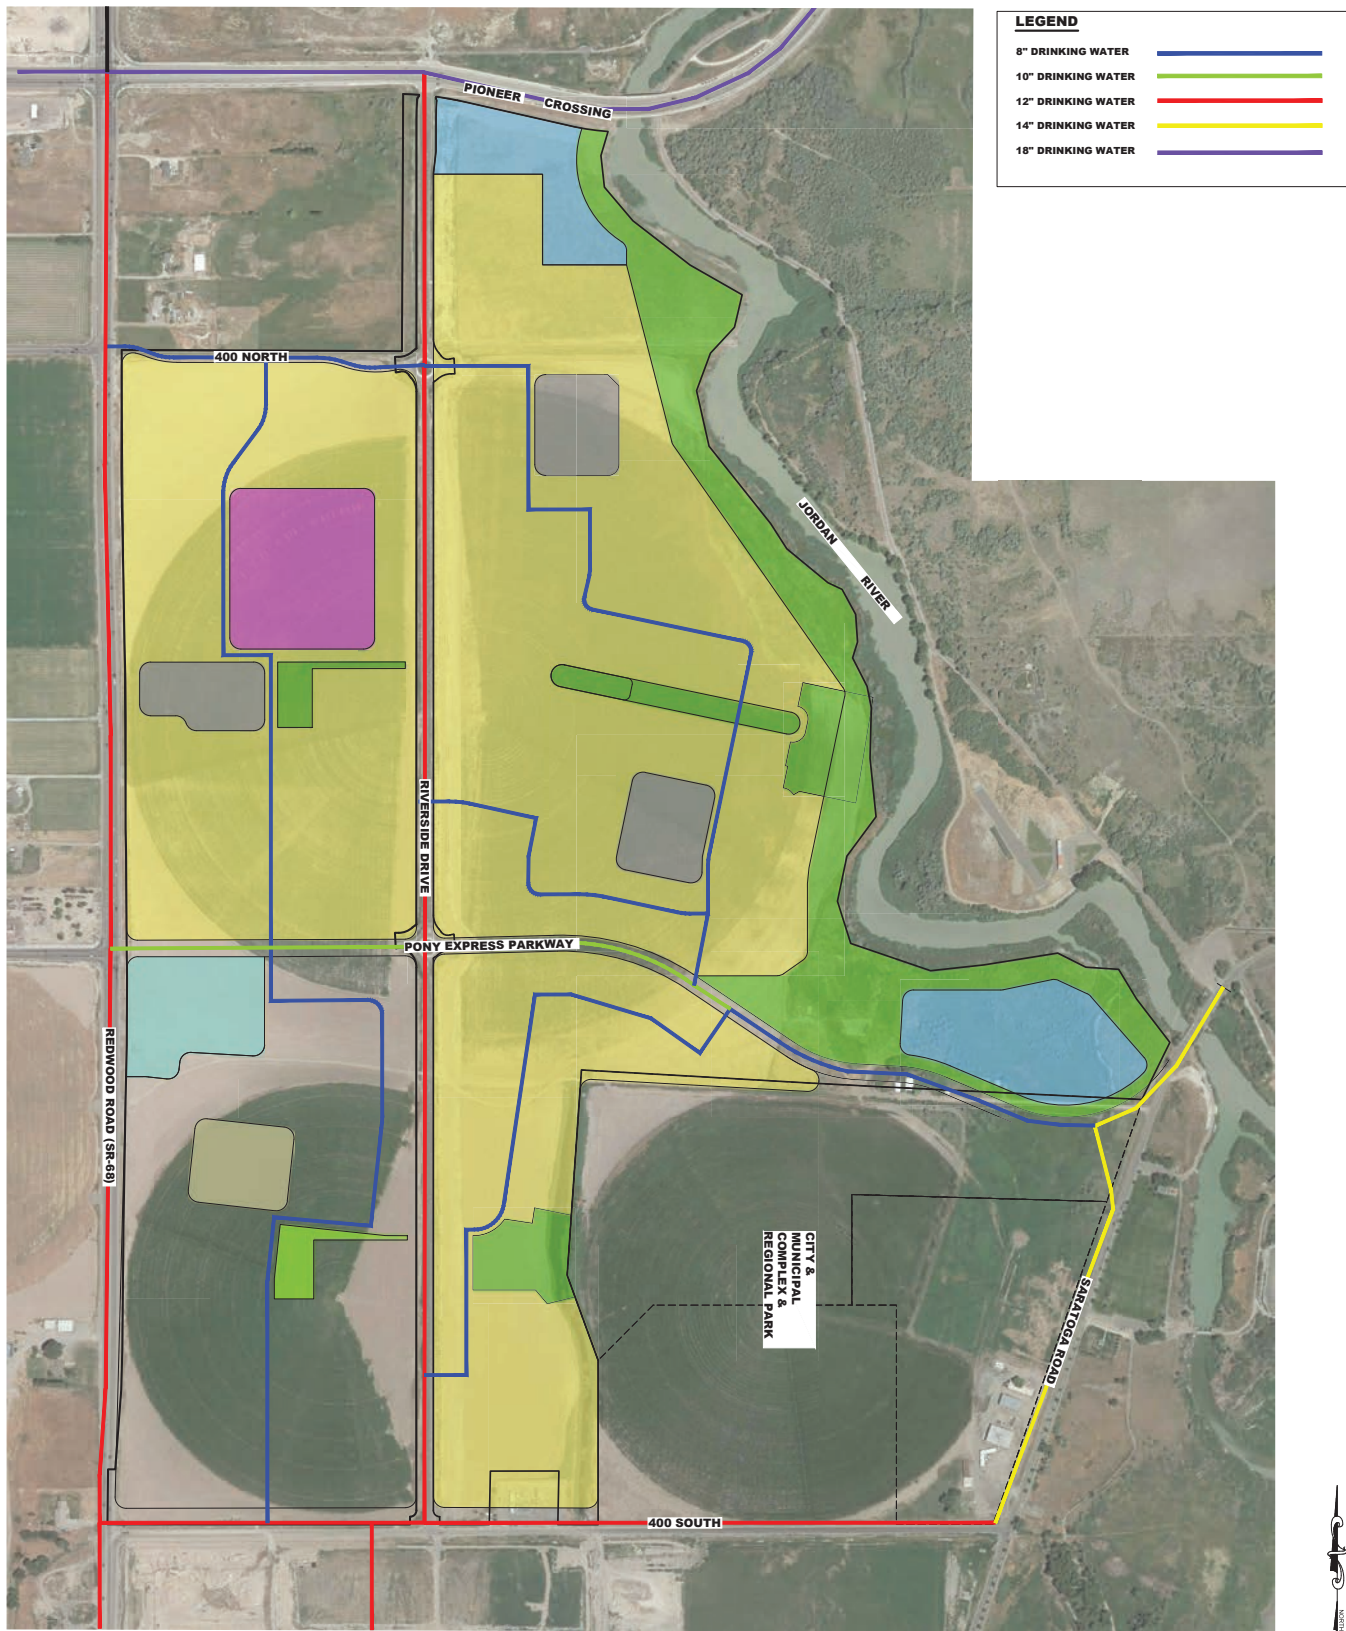 LEGEND
8" DRINKING WATER
10" DRINKING WATER
12" DRINKING WATER
14" DRINKING WATER
18" DRINKING WATER
PIONEER CROSSING
400 NORTH
JORDAN RIVER
RIVERSIDE DRIVE
PONY EXPRESS PARKWAY
REDWOOD ROAD (SR-68)
CITY &
MUNICIPAL
COMPLEX &
REGIONAL PARK
SARATOGA ROAD
400 SOUTH
NORTH